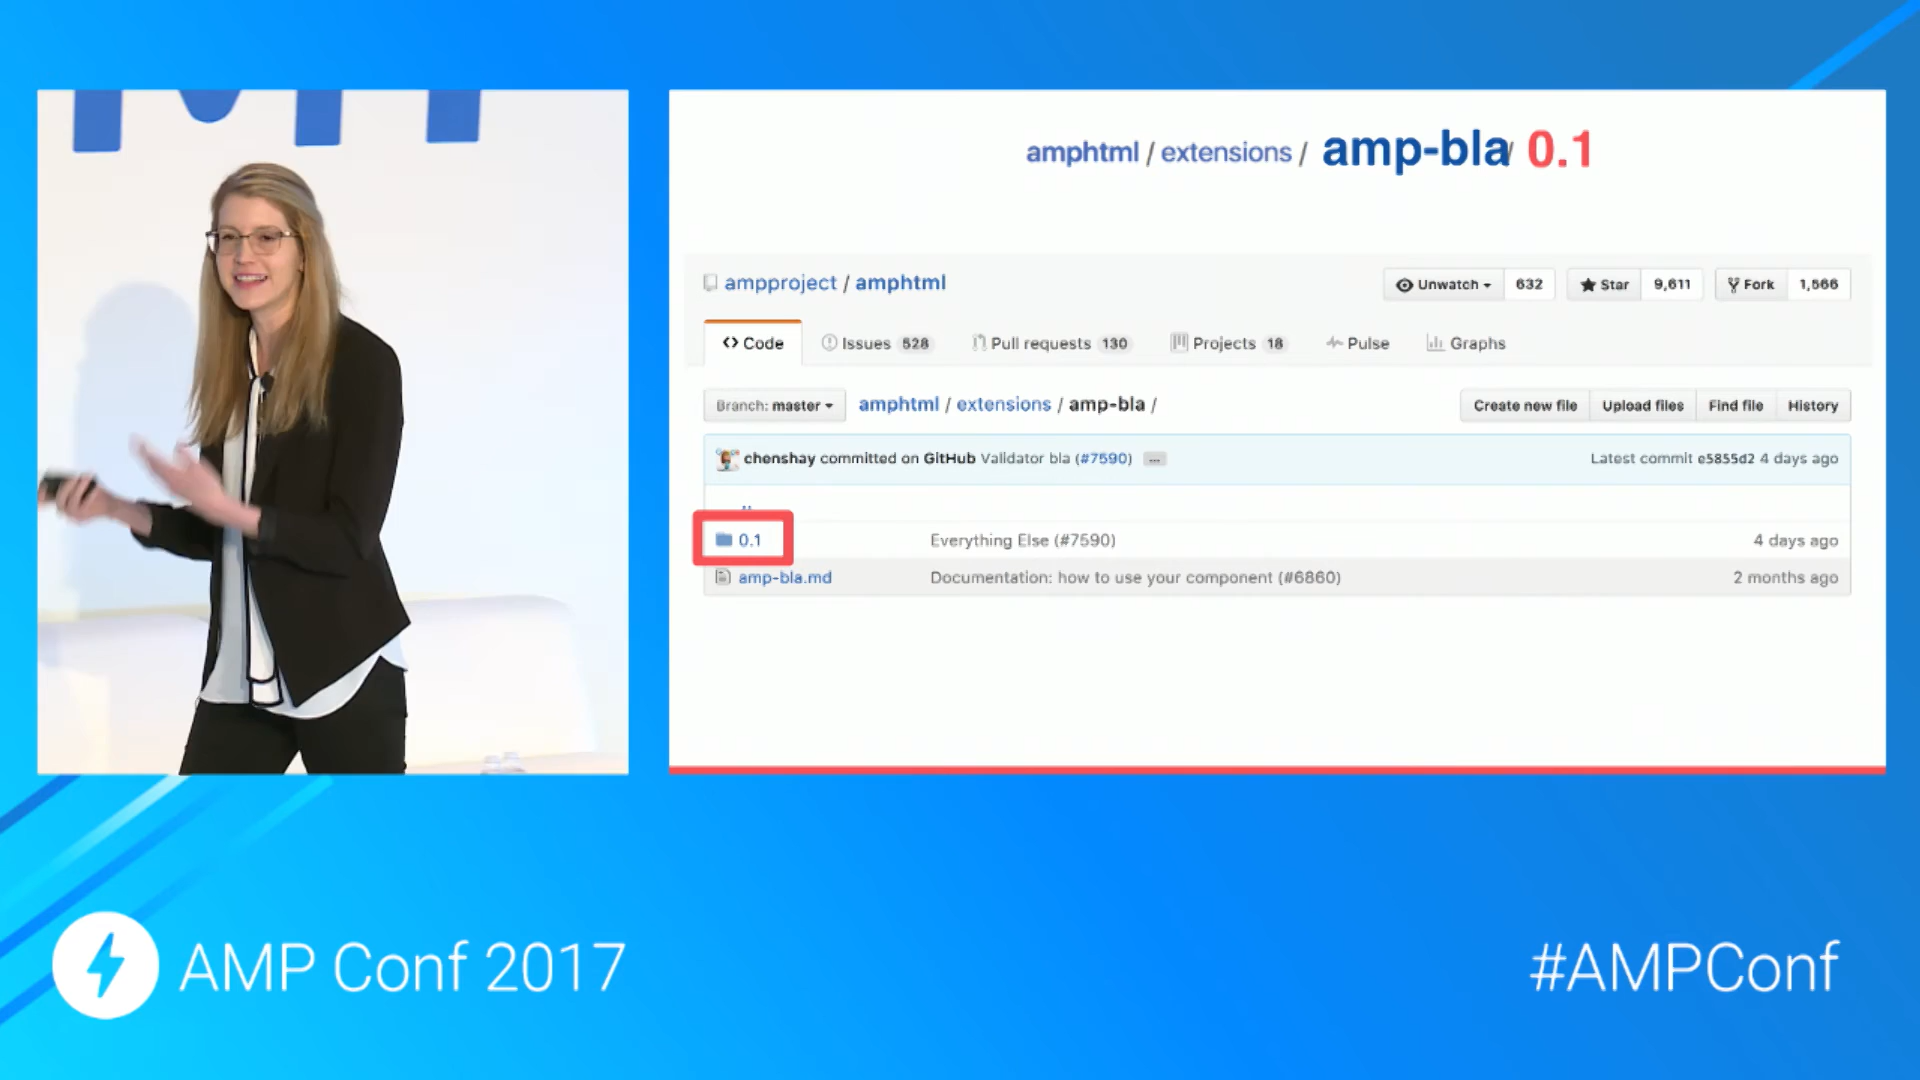 amphtml / extensions / amp-bla / 0.1
ampproject / amphtml
Unwatch 632 Star 9,611 Fork 1,566
Code Issues 528 Pull requests 130 Projects 18 Pulse Graphs
Branch: master amphtml / extensions / amp-bla /
Create new file Upload files Find file History
chenshay committed on GitHub Validator bla (#7590) ...
Latest commit e5855d2 4 days ago
..
0.1 Everything Else (#7590) 4 days ago
amp-bla.md Documentation: how to use your component (#6860) 2 months ago
AMP Conf 2017
#AMPConf